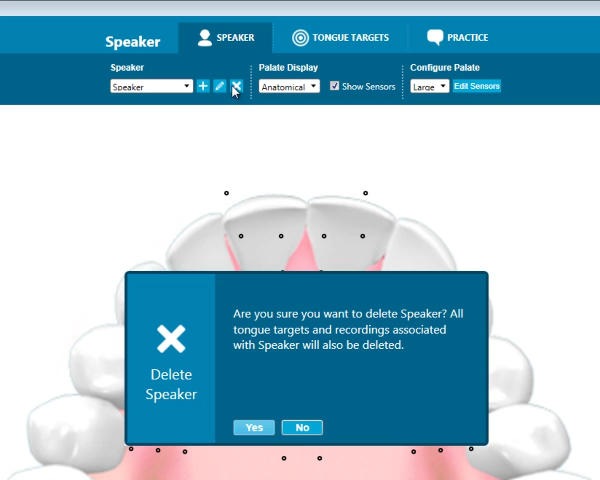 Speaker
SPEAKER
TONGUE TARGETS
PRACTICE
Speaker
Palate Display
Configure Palate
Speaker
Anatomical
Show Sensors
Large
Edit Sensors
Are you sure you want to delete Speaker? All
tongue targets and recordings associated
with Speaker will also be deleted.
Delete
Speaker
Yes
No